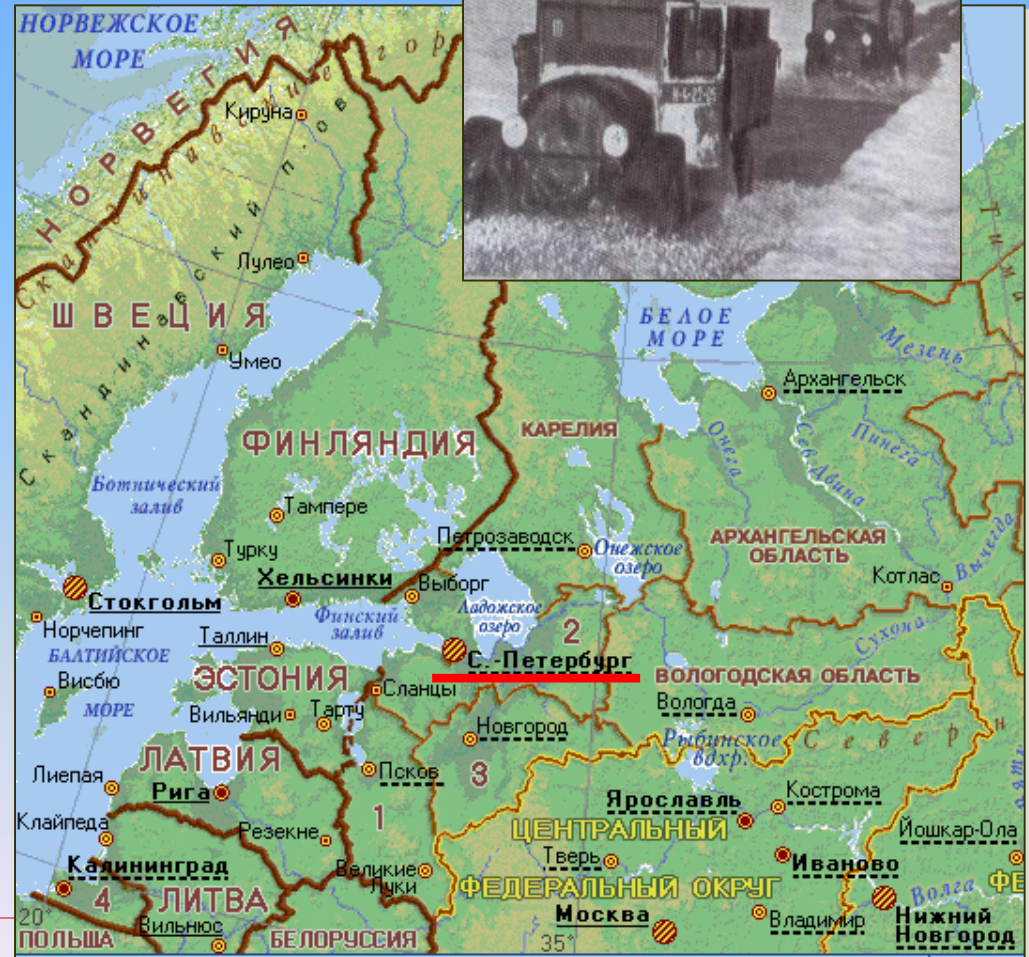 НОРВЕЖСКОЕ
МОРЕ
НОРВЕГИЯ
Скандинавские гор
Скандинавский п-ов
Кируна
Лулео
ШВЕЦИЯ
Умео
БЕЛОЕ
МОРЕ
Мезень
Архангельск
ФИНЛЯНДИЯ
КАРЕЛИЯ
Онега
Сев. Двина
Пинега
Ботнический
залив
Тампере
Турку
Петрозаводск
Онежское
озеро
АРХАНГЕЛЬСКАЯ
ОБЛАСТЬ
Вычегда
Котлас
Хельсинки
Выборг
Стокгольм
Ладожское
озеро
Финский
залив
2
Норчепинг
Таллин
Сухона
БАЛТИЙСКОЕ
МОРЕ
С.-Петербург
ЭСТОНИЯ
Сланцы
ВОЛОГОДСКАЯ ОБЛАСТЬ
Висбю
Вильянди
Тарту
Новгород
Вологда
Рыбинское
вдхр.
Северн
ЛАТВИЯ
Лиепая
Рига
Псков
3
Ярославль
Кострома
1
Клайпеда
Резекне
ЦЕНТРАЛЬНЫЙ
Йошкар-Ола
Калининград
Великие
Луки
Тверь
Иваново
4
ЛИТВА
ФЕДЕРАЛЬНЫЙ ОКРУГ
Волга
ФЕ
20°
Вильнюс
Москва
Владимир
Нижний
Новгород
ПОЛЬША
БЕЛОРУССИЯ
35°